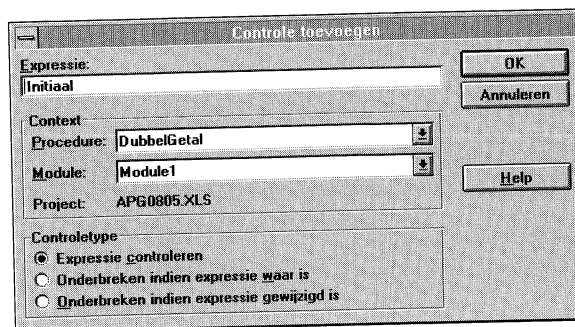 Controle toevoegen
Expressie:
Initiaal
OK
Annuleren
Context
Procedure: DubbelGetal
Module: Module1
Project: APG0805.XLS
Help
Controletype
Expressie controleren
Onderbreken indien expressie waar is
Onderbreken indien expressie gewijzigd is